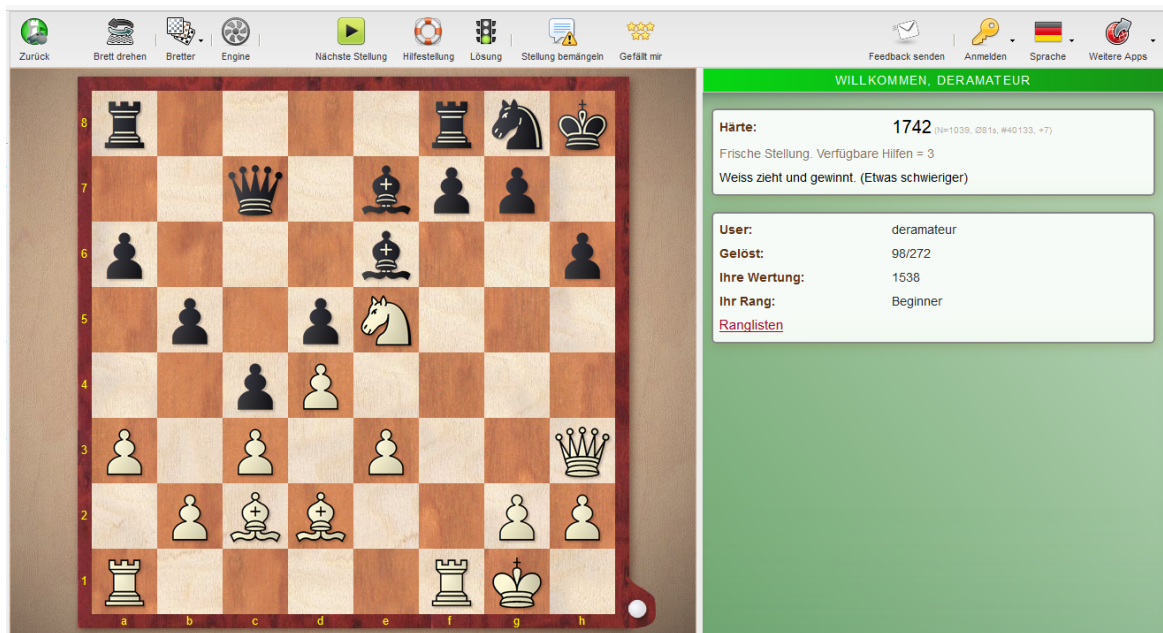 Zurück Brett drehen Bretter Engine Nächste Stellung Hilfestellung Lösung Stellung bemängeln Gefällt mir Feedback senden Anmelden Sprache Weitere Apps
WILLKOMMEN, DERAMATEUR
Härte: 1742 (N=1039, Ø81s, #40133, +7)
Frische Stellung. Verfügbare Hilfen = 3
Weiss zieht und gewinnt. (Etwas schwieriger)
User: deramateur
Gelöst: 98/272
Ihre Wertung: 1538
Ihr Rang: Beginner
Ranglisten
8
7
6
5
4
3
2
1
a b c d e f g h